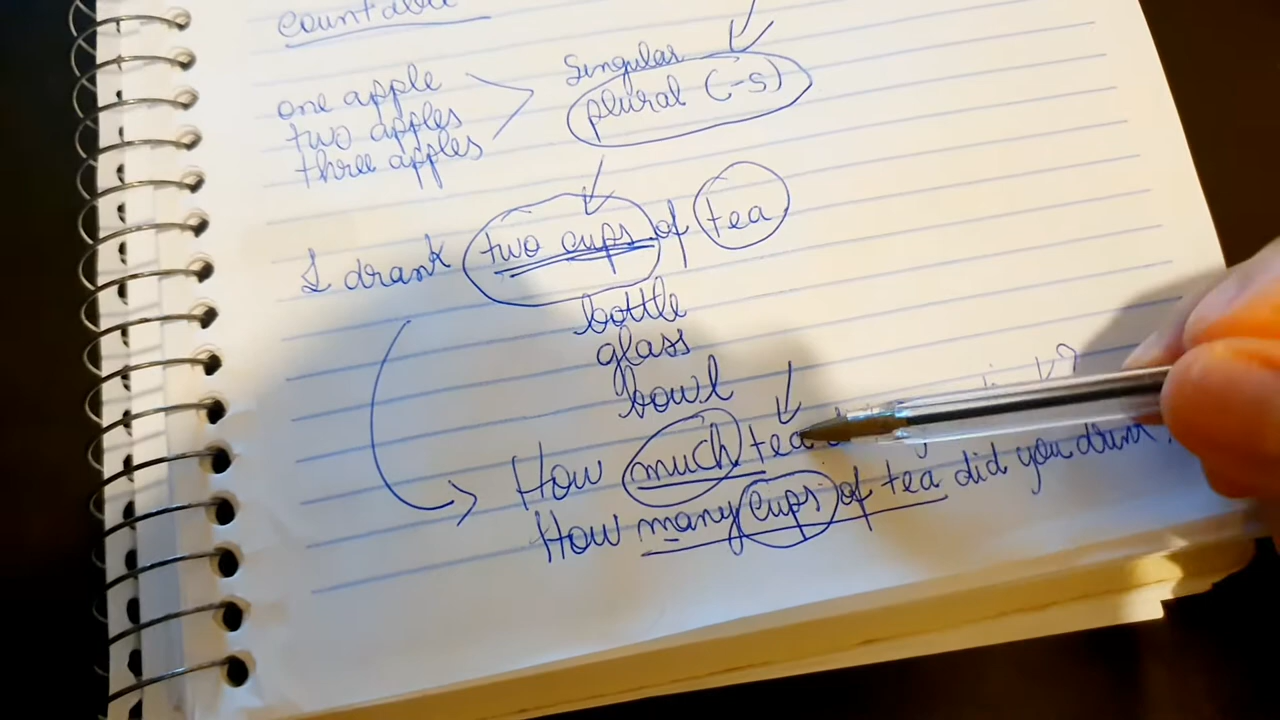 countable
one apple
two apples
three apples
Singular
plural (-s)
I drank two cups of tea
bottle
glass
bowl
How much tea
How many cups of tea did you drink?